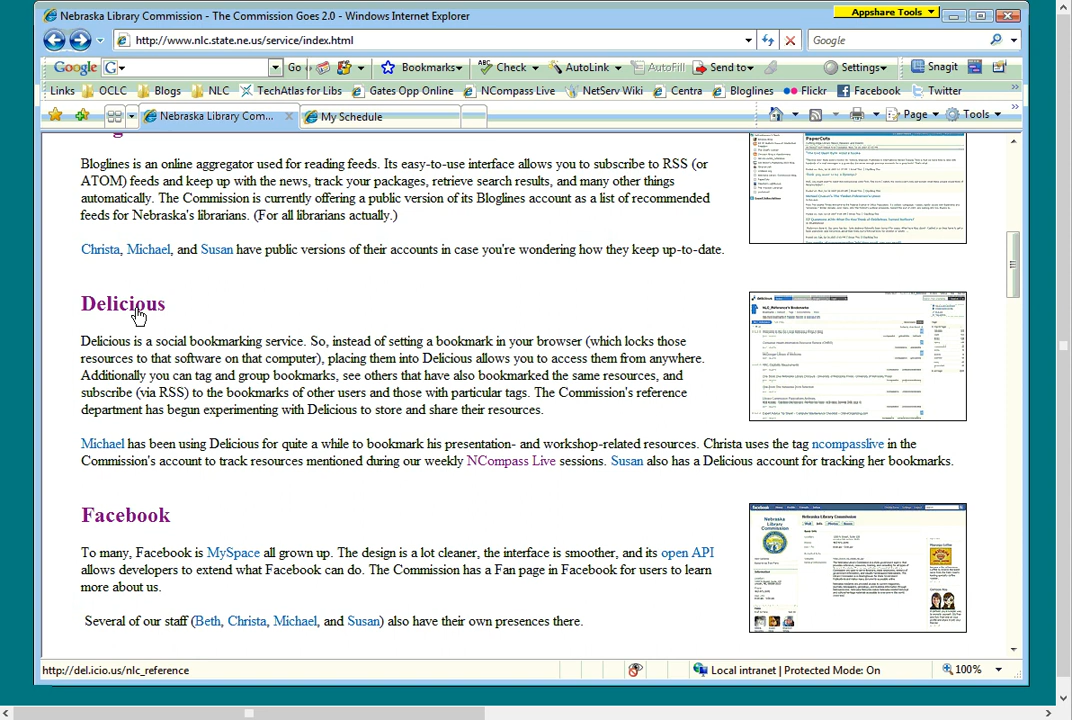 Nebraska Library Commission - The Commission Goes 2.0 - Windows Internet Explorer
Appshare Tools
http://www.nlc.state.ne.us/service/index.html
Google
Google
G
Go
Bookmarks
Check
AutoLink
AutoFill
Send to
Settings
Snagit
Links
OCLC
Blogs
NLC
TechAtlas for Libs
Gates Opp Online
NCompass Live
NetServ Wiki
Centra
Bloglines
Flickr
Facebook
Twitter
Nebraska Library Com...
My Schedule
Page
Tools
Bloglines is an online aggregator used for reading feeds. Its easy-to-use interface allows you to subscribe to RSS (or
ATOM) feeds and keep up with the news, track your packages, retrieve search results, and many other things
automatically. The Commission is currently offering a public version of its Bloglines account as a list of recommended
feeds for Nebraska's librarians. (For all librarians actually.)
Christa, Michael, and Susan have public versions of their accounts in case you're wondering how they keep up-to-date.
PaperCuts
Delicious
Delicious is a social bookmarking service. So, instead of setting a bookmark in your browser (which locks those
resources to that software on that computer), placing them into Delicious allows you to access them from anywhere.
Additionally you can tag and group bookmarks, see others that have also bookmarked the same resources, and
subscribe (via RSS) to the bookmarks of other users and those with particular tags. The Commission's reference
department has begun experimenting with Delicious to store and share their resources.
Michael has been using Delicious for quite a while to bookmark his presentation- and workshop-related resources. Christa uses the tag ncompasslive in the
Commission's account to track resources mentioned during our weekly NCompass Live sessions. Susan also has a Delicious account for tracking her bookmarks.
Facebook
To many, Facebook is MySpace all grown up. The design is a lot cleaner, the interface is smoother, and its open API
allows developers to extend what Facebook can do. The Commission has a Fan page in Facebook for users to learn
more about us.
Several of our staff (Beth, Christa, Michael, and Susan) also have their own presences there.
Nebraska
Library
Commission
http://del.icio.us/nlc_reference
Local intranet | Protected Mode: On
100%